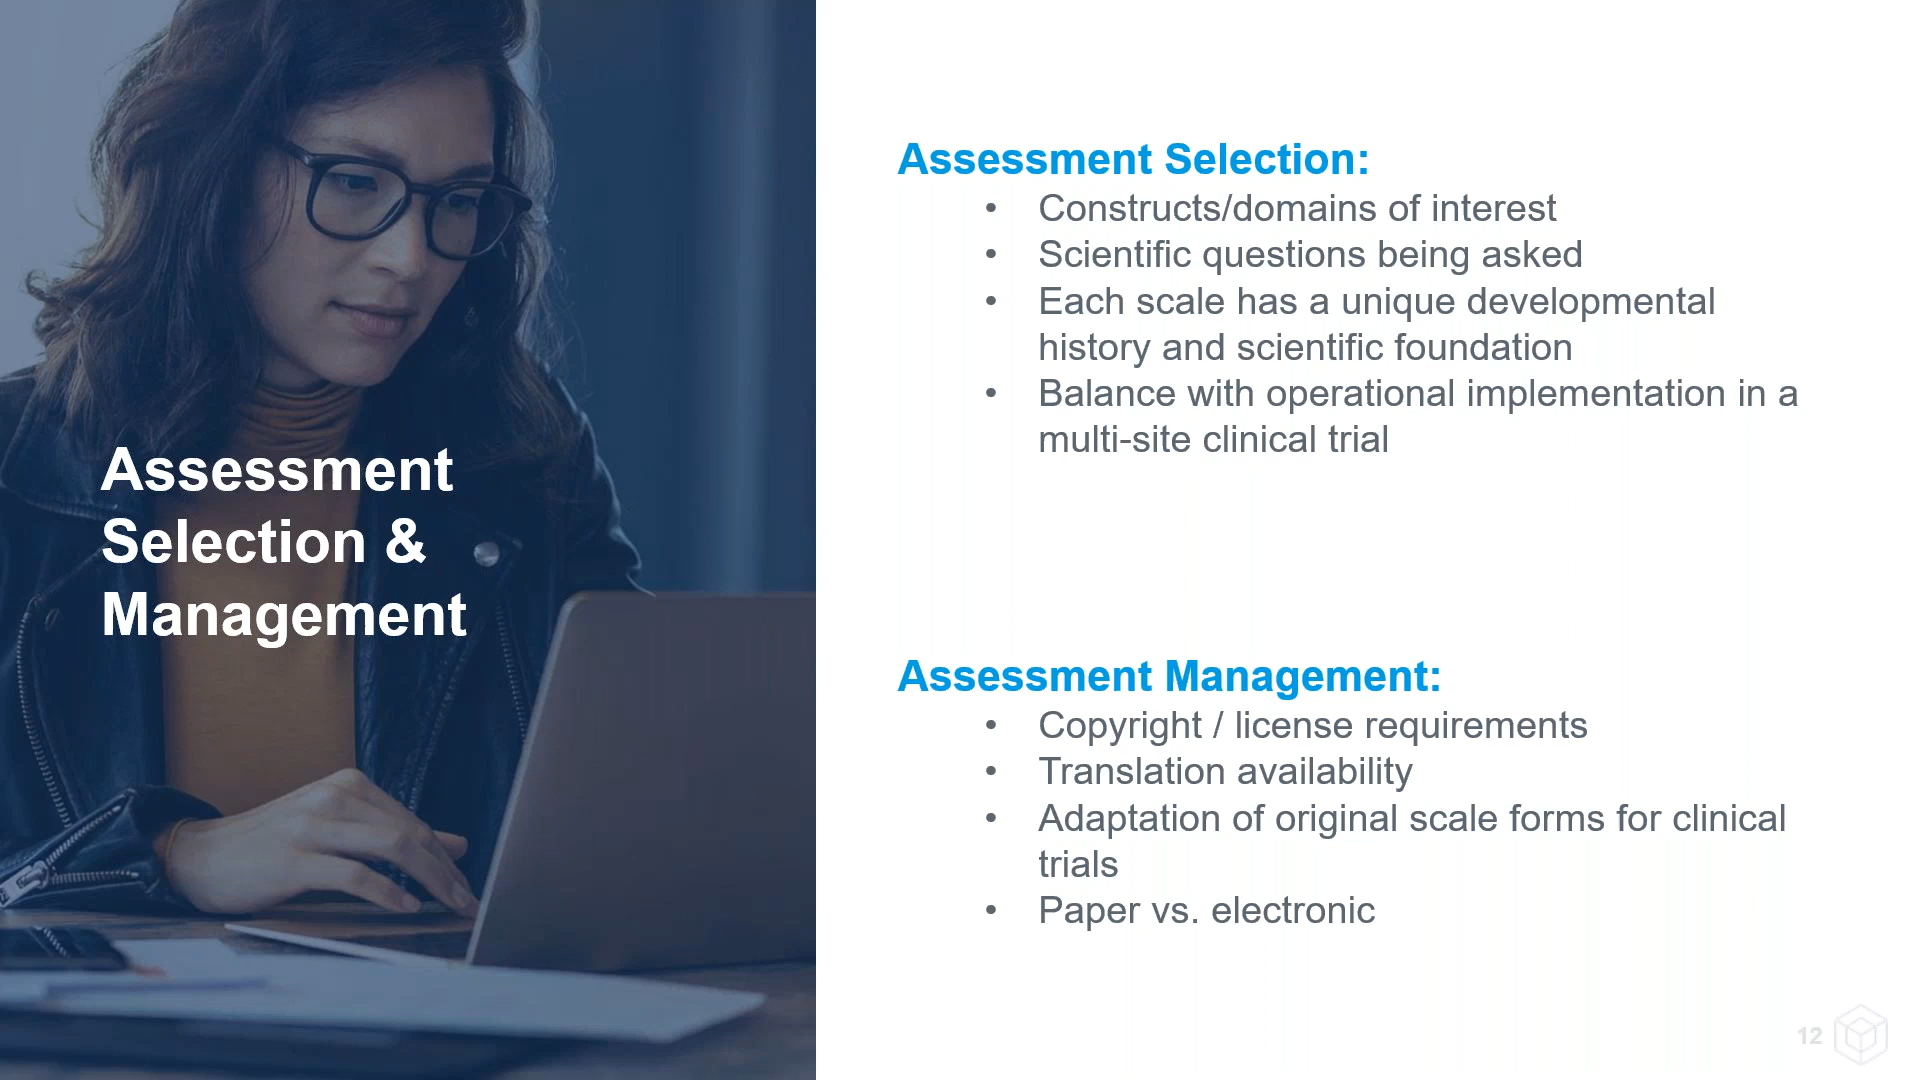 Assessment
Selection &
Management
Assessment Selection:
• Constructs/domains of interest
• Scientific questions being asked
• Each scale has a unique developmental
history and scientific foundation
• Balance with operational implementation in a
multi-site clinical trial
Assessment Management:
• Copyright / license requirements
• Translation availability
• Adaptation of original scale forms for clinical
trials
• Paper vs. electronic
12